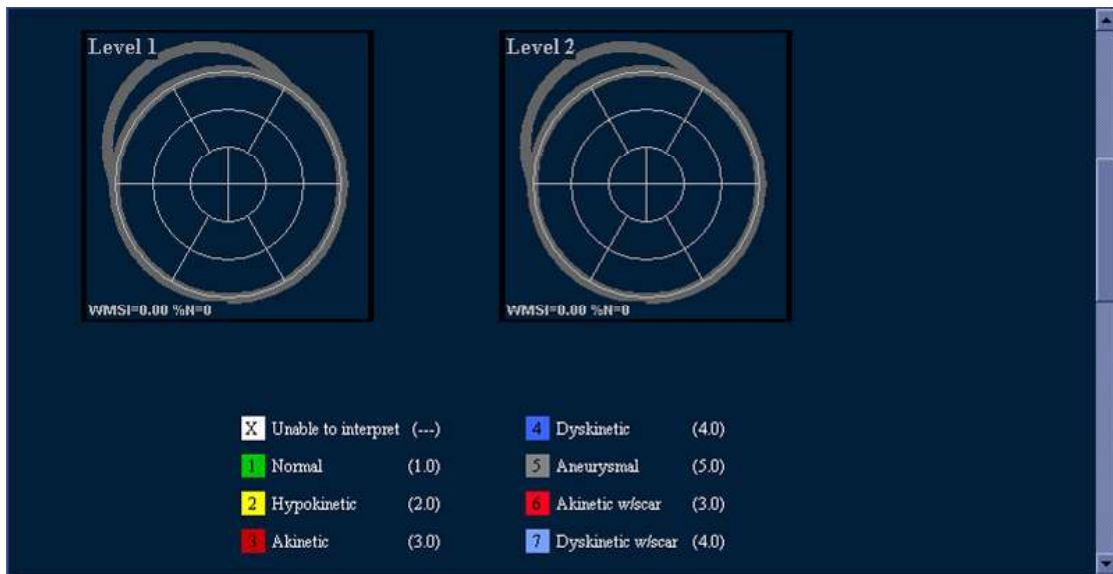 Level 1
Level 2
WMSI=0.00 %N=0
WMSI=0.00 %N=0
X Unable to interpret (---)
4 Dyskinetic (4.0)
1 Normal (1.0)
5 Aneurysmal (5.0)
2 Hypokinetic (2.0)
6 Akinetic w/scar (3.0)
3 Akinetic (3.0)
7 Dyskinetic w/scar (4.0)